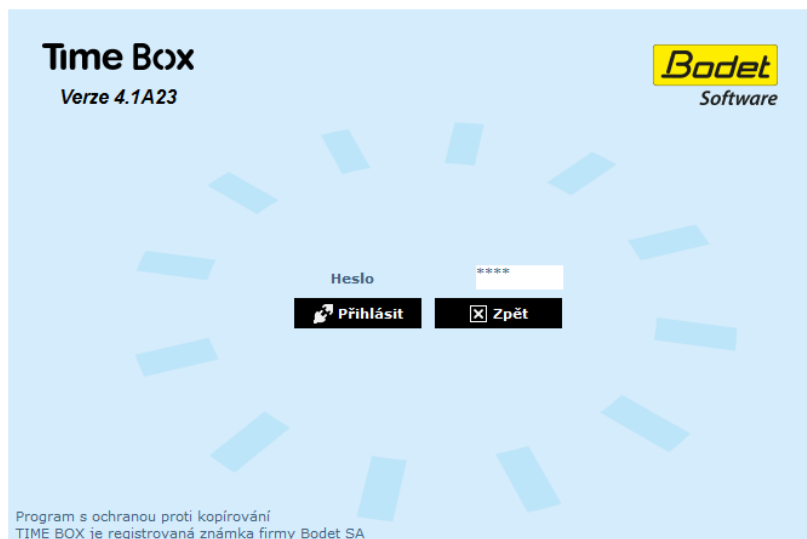 Time Box
Verze 4.1A23
Bodet
Software
Heslo ****
Přihlásit Zpět
Program s ochranou proti kopírování
TIME BOX je registrovaná známka firmy Bodet SA